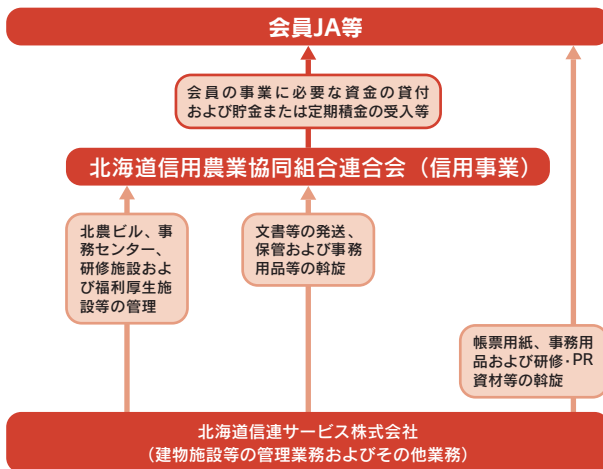 会員JA等
会員の事業に必要な資金の貸付
および貯金または定期積金の受入等
北海道信用農業協同組合連合会（信用事業）
北農ビル、事
務センター、
研修施設およ
び福利厚生施
設等の管理
文書等の発送、
保管および事務
用品等の斡旋
帳票用紙、事務用
品および研修･PR
資材等の斡旋
北海道信連サービス株式会社
（建物施設等の管理業務およびその他業務）